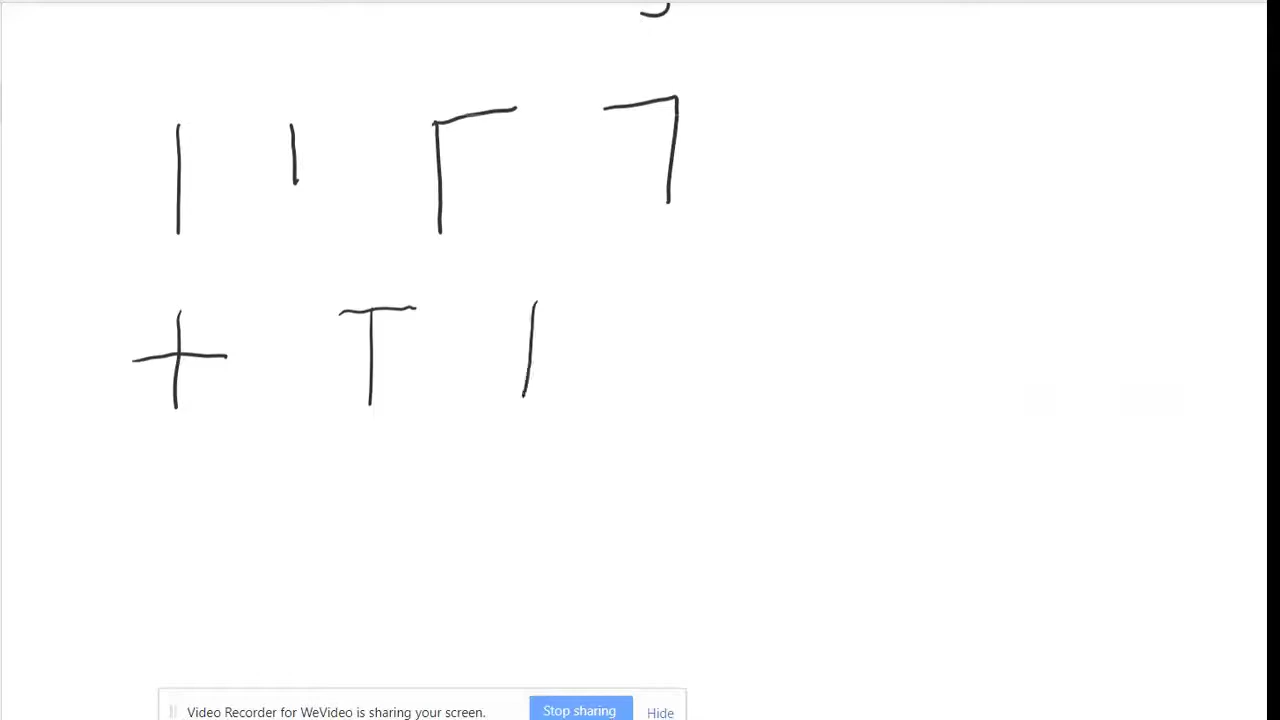 | ı Γ ㄱ
+ T /
Video Recorder for WeVideo is sharing your screen. Stop sharing Hide